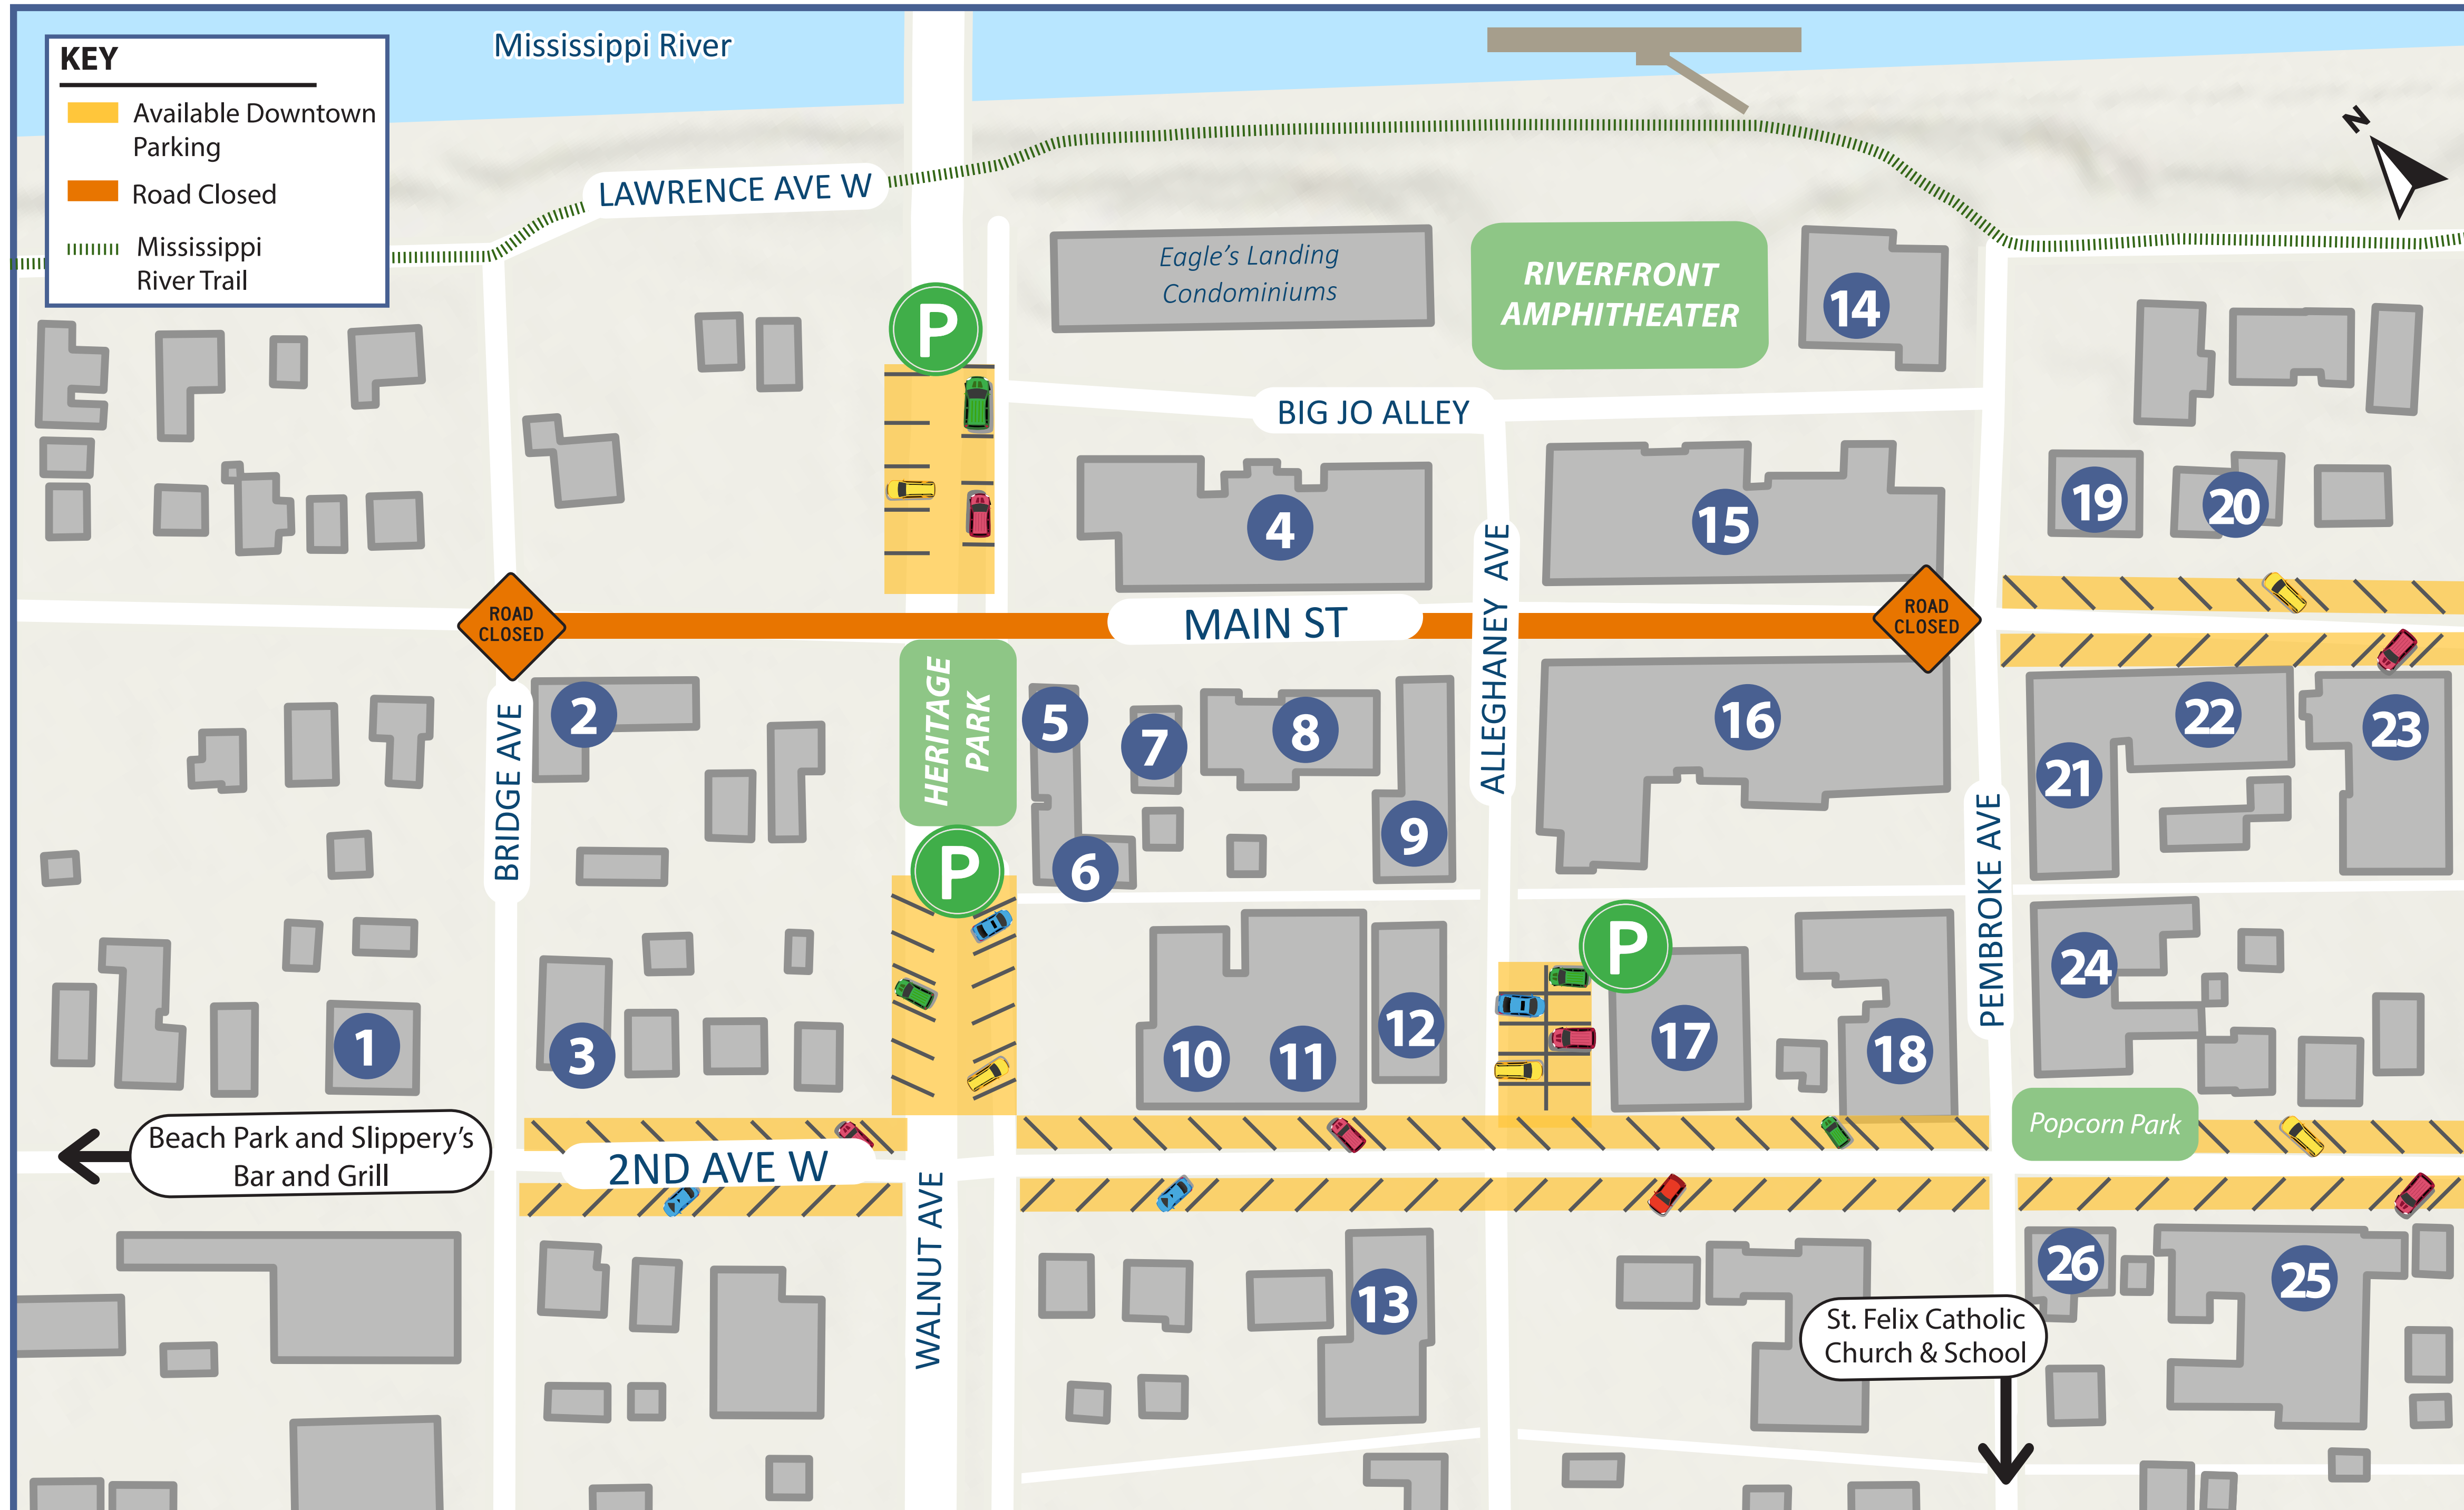 Mississippi River
KEY
Available Downtown
Parking
Road Closed
Mississippi
River Trail
N
LAWRENCE AVE W
P
Eagle's Landing
Condominiums
RIVERFRONT
AMPHITHEATER
14
BIG JO ALLEY
4
15
19
20
ROAD
CLOSED
MAIN ST
ALLEGHANEY AVE
ROAD
CLOSED
BRIDGE AVE
2
HERITAGE
PARK
5
7
8
9
6
16
PEMBROKE AVE
21
22
23
P
P
1
3
10
11
12
17
18
24
Beach Park and Slippery's
Bar and Grill
2ND AVE W
Popcorn Park
WALNUT AVE
13
26
25
St. Felix Catholic
Church & School